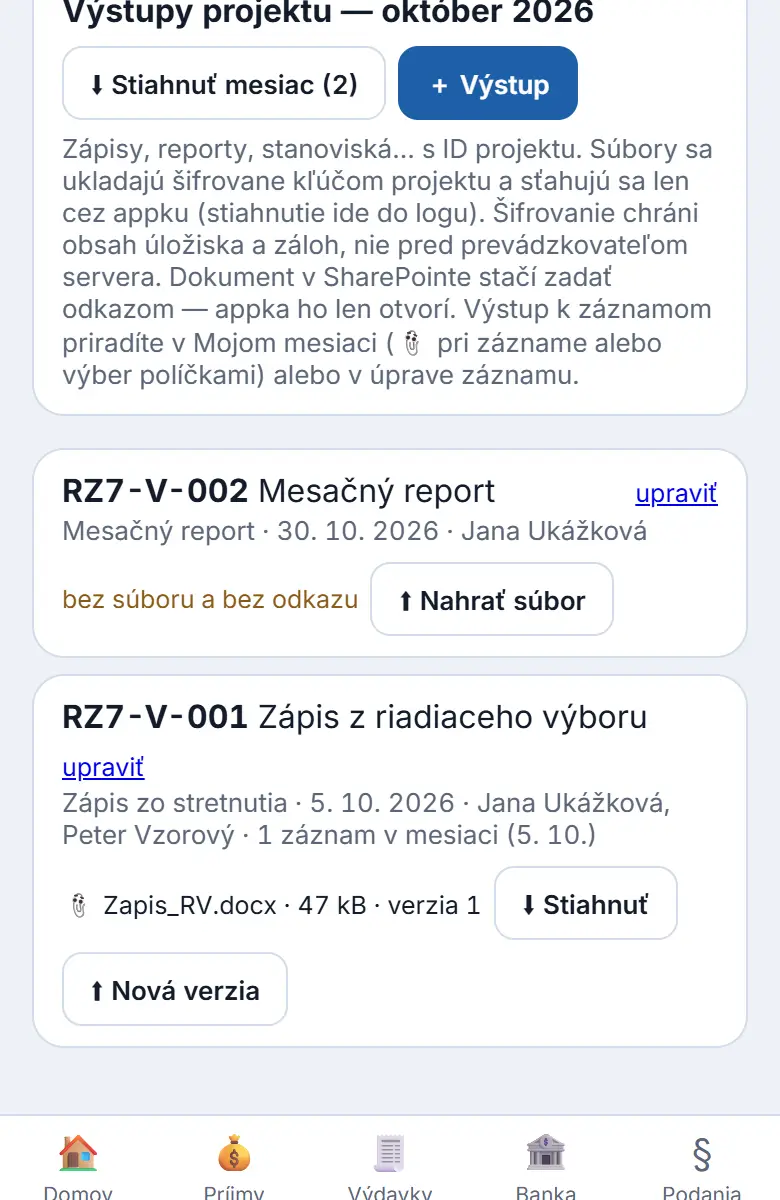 Výstupy projektu — október 2026
⬇ Stiahnuť mesiac (2)
+ Výstup
Zápisy, reporty, stanoviská… s ID projektu. Súbory sa
ukladajú šifrovane kľúčom projektu a sťahujú sa len
cez appku (stiahnutie ide do logu). Šifrovanie chráni
obsah úložiska a záloh, nie pred prevádzkovateľom
servera. Dokument v SharePointe stačí zadať
odkazom — appka ho len otvorí. Výstup k záznamom
priradíte v Mojom mesiaci ( 📎 pri zázname alebo
výber políčkami) alebo v úprave záznamu.
RZ7-V-002 Mesačný report upraviť
Mesačný report · 30. 10. 2026 · Jana Ukážková
bez súboru a bez odkazu ⬆ Nahrať súbor
RZ7-V-001 Zápis z riadiaceho výboru
upraviť
Zápis zo stretnutia · 5. 10. 2026 · Jana Ukážková,
Peter Vzorový · 1 záznam v mesiaci (5. 10.)
📎 Zapis_RV.docx · 47 kB · verzia 1 ⬇ Stiahnuť
⬆ Nová verzia
Domov Príjmy Výdavky Banka § Podania